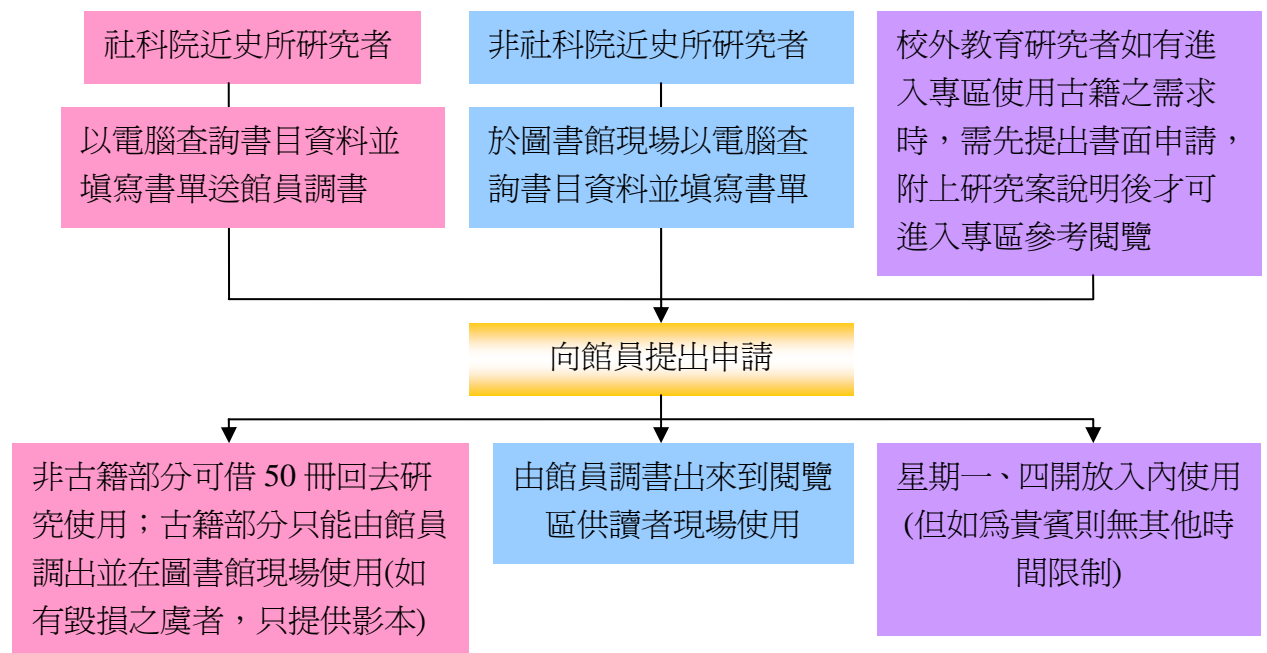 社科院近史所研究者
以電腦查詢書目資料並
填寫書單送館員調書
非社科院近史所研究者
於圖書館現場以電腦查
詢書目資料並填寫書單
校外教育研究者如有進
入專區使用古籍之需求
時，需先提出書面申請，
附上研究案說明後才可
進入專區參考閱覽
向館員提出申請
非古籍部分可借 50 冊回去研
究使用；古籍部分只能由館員
調出並在圖書館現場使用(如
有毀損之虞者，只提供影本)
由館員調書出來到閱覽
區供讀者現場使用
星期一、四開放入內使用
(但如為貴賓則無其他時
間限制)